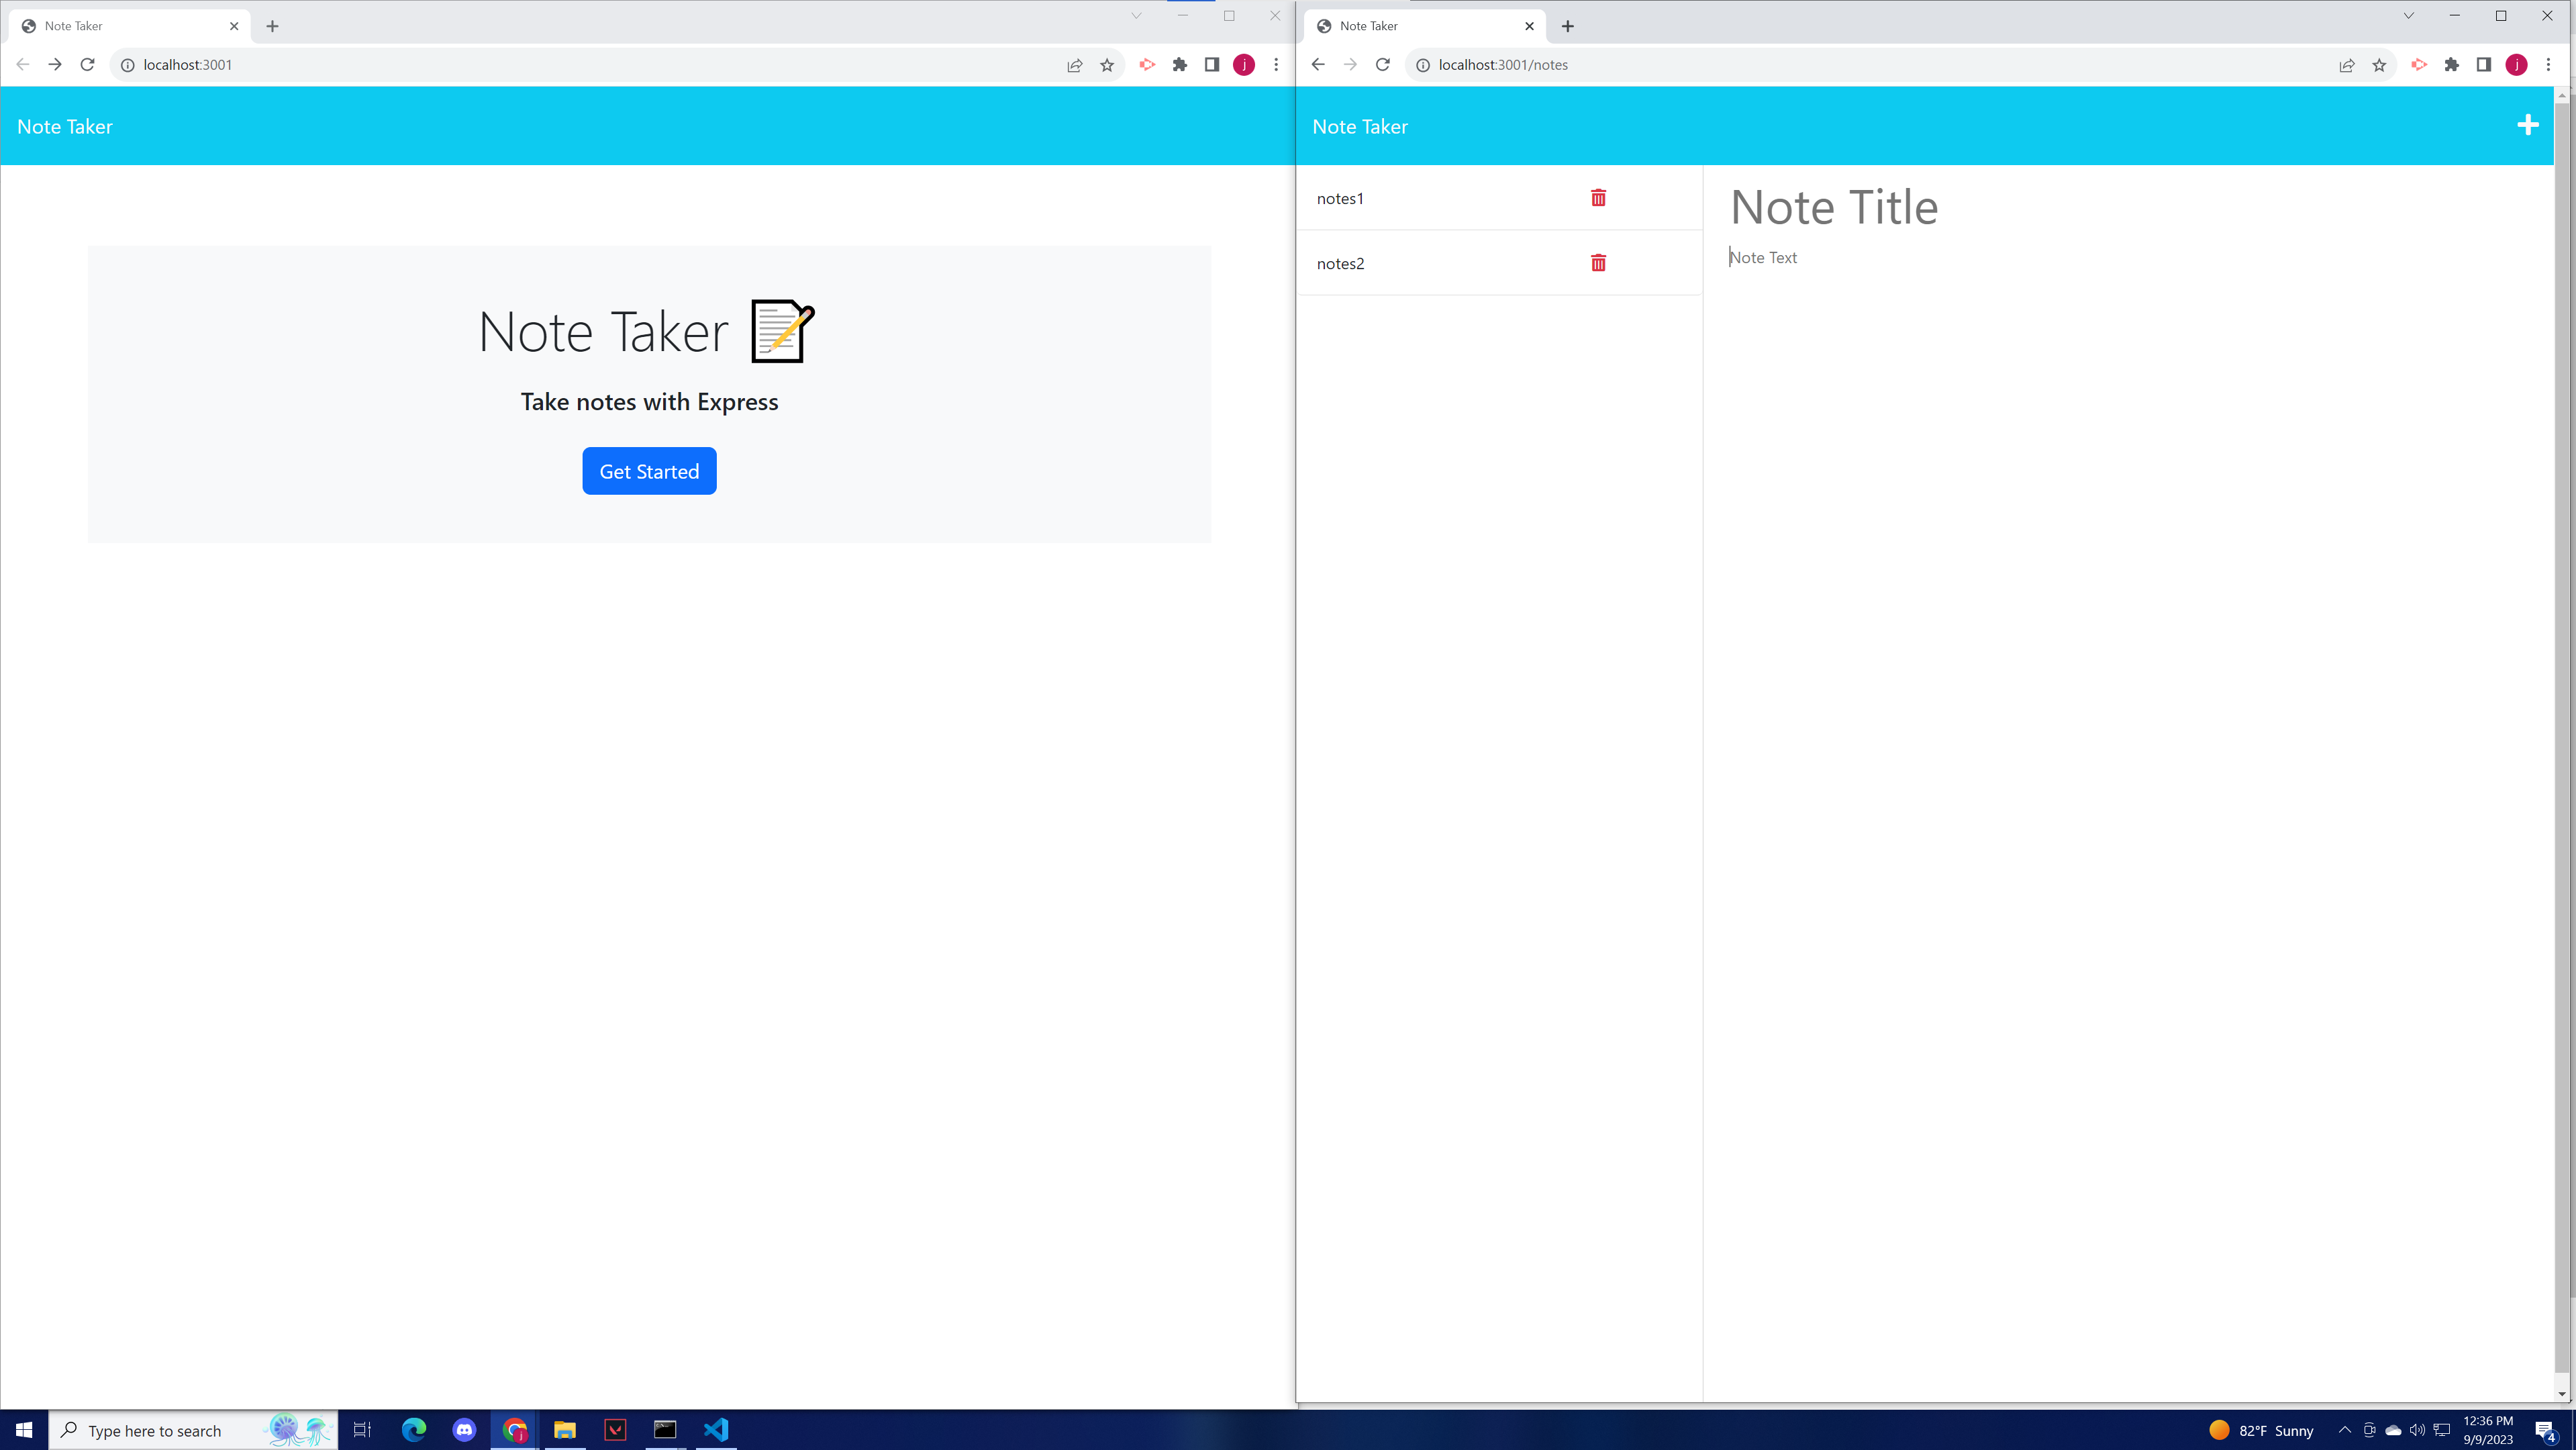 Note Taker
localhost:3001
j
Note Taker
Note Taker
Take notes with Express
Get Started
Note Taker
localhost:3001/notes
j
Note Taker
notes1
notes2
Note Title
Note Text
Type here to search
j
82°F Sunny
12:36 PM
9/9/2023
4